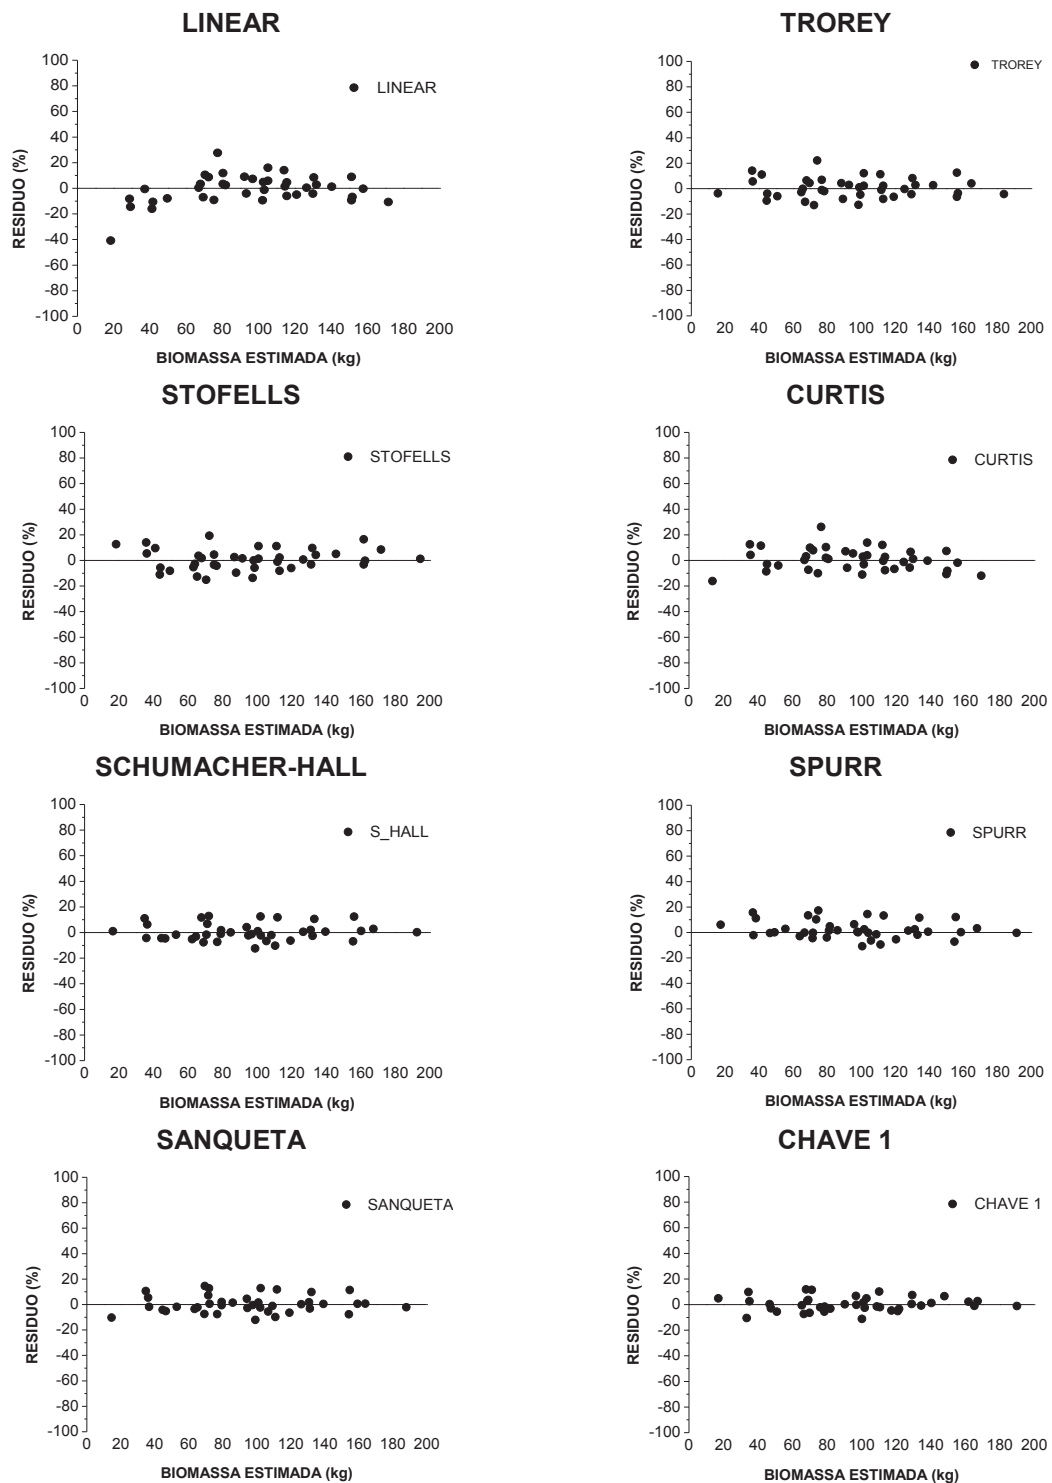 LINEAR
100
80
60
40
20
0
-20
-40
-60
-80
-100
RESIDUO (%)
LINEAR
0 20 40 60 80 100 120 140 160 180 200
BIOMASSA ESTIMADA (kg)
TROREY
100
80
60
40
20
0
-20
-40
-60
-80
-100
RESIDUO (%)
TROREY
0 20 40 60 80 100 120 140 160 180 200
BIOMASSA ESTIMADA (kg)
STOFELLS
100
80
60
40
20
0
-20
-40
-60
-80
-100
RESIDUO (%)
STOFELLS
0 20 40 60 80 100 120 140 160 180 200
BIOMASSA ESTIMADA (kg)
CURTIS
100
80
60
40
20
0
-20
-40
-60
-80
-100
RESIDUO (%)
CURTIS
0 20 40 60 80 100 120 140 160 180 200
BIOMASSA ESTIMADA (kg)
SCHUMACHER-HALL
100
80
60
40
20
0
-20
-40
-60
-80
-100
RESIDUO (%)
S_HALL
0 20 40 60 80 100 120 140 160 180 200
BIOMASSA ESTIMADA (kg)
SPURR
100
80
60
40
20
0
-20
-40
-60
-80
-100
RESIDUO (%)
SPURR
0 20 40 60 80 100 120 140 160 180 200
BIOMASSA ESTIMADA (kg)
SANQUETA
100
80
60
40
20
0
-20
-40
-60
-80
-100
RESIDUO (%)
SANQUETA
0 20 40 60 80 100 120 140 160 180 200
BIOMASSA ESTIMADA (kg)
CHAVE 1
100
80
60
40
20
0
-20
-40
-60
-80
-100
RESIDUO (%)
CHAVE 1
0 20 40 60 80 100 120 140 160 180 200
BIOMASSA ESTIMADA (kg)